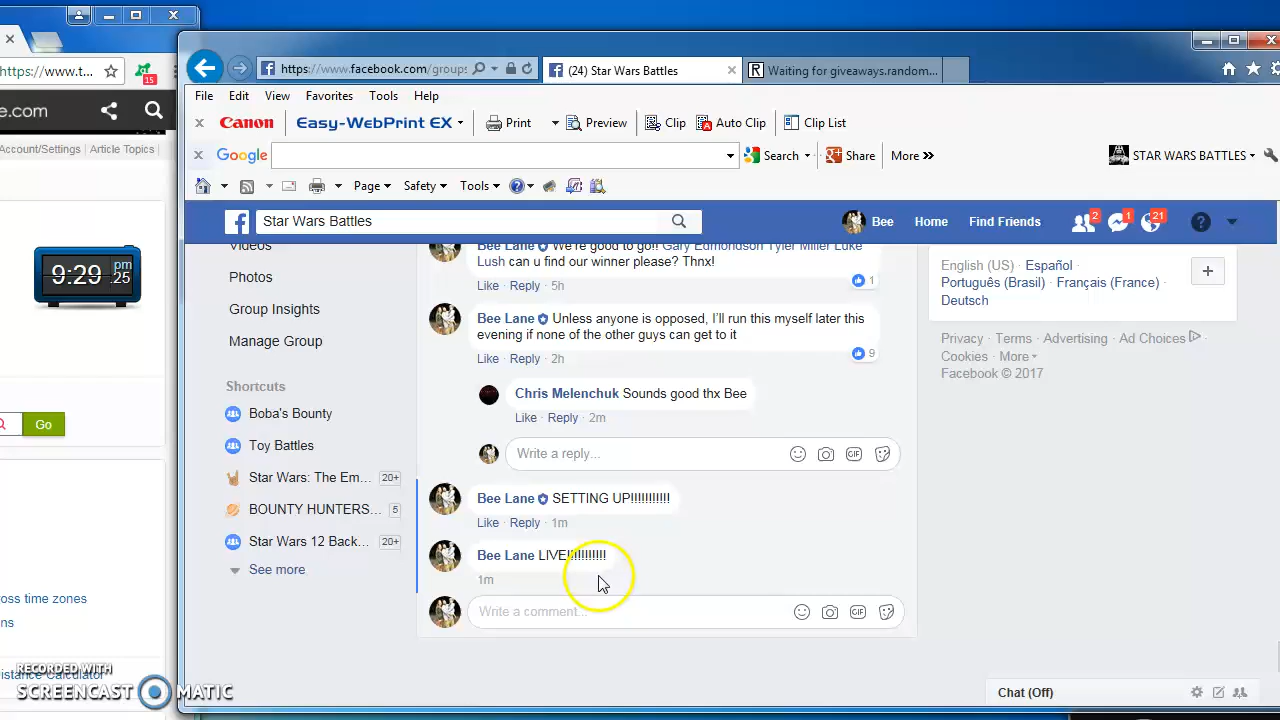 https://www.t...
15
e.com
Account/Settings
Article Topics
9:29 pm .25
Go
ross time zones
ons
istance Calculator
RECORDED WITH
SCREENCAST MATIC
https://www.facebook.com/groups
(24) Star Wars Battles
Waiting for giveaways.random...
File Edit View Favorites Tools Help
Canon Easy-WebPrint EX Print Preview Clip Auto Clip Clip List
Google Search Share More » STAR WARS BATTLES
Page Safety Tools
Star Wars Battles
Bee Home Find Friends 2 1 21
Videos
Photos
Group Insights
Manage Group
Shortcuts
Boba's Bounty
Toy Battles
Star Wars: The Em... 20+
BOUNTY HUNTERS... 5
Star Wars 12 Back... 20+
See more
Bee Lane We're good to go!! Gary Edmondson Tyler Miller Luke
Lush can u find our winner please? Thnx!
1
Like · Reply · 5h
Bee Lane Unless anyone is opposed, I'll run this myself later this
evening if none of the other guys can get to it
9
Like · Reply · 2h
Chris Melenchuk Sounds good thx Bee
Like · Reply · 2m
Write a reply...
GIF
Bee Lane SETTING UP!!!!!!!!!!!
Like · Reply · 1m
Bee Lane LIVE!!!!!!!!!!!
1m
Write a comment...
GIF
English (US) · Español ·
Português (Brasil) · Français (France) ·
Deutsch
Privacy · Terms · Advertising · Ad Choices ·
Cookies · More
Facebook © 2017
Chat (Off)